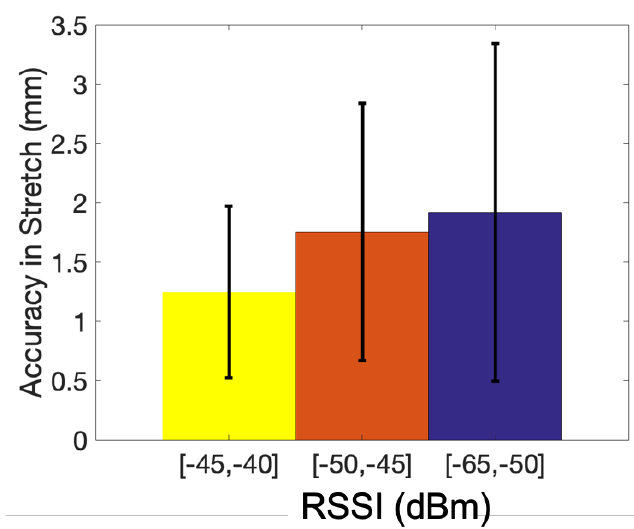 Accuracy in Stretch (mm)
3.5
3
2.5
2
1.5
1
0.5
0
[-45,-40] [-50,-45] [-65,-50]
RSSI (dBm)